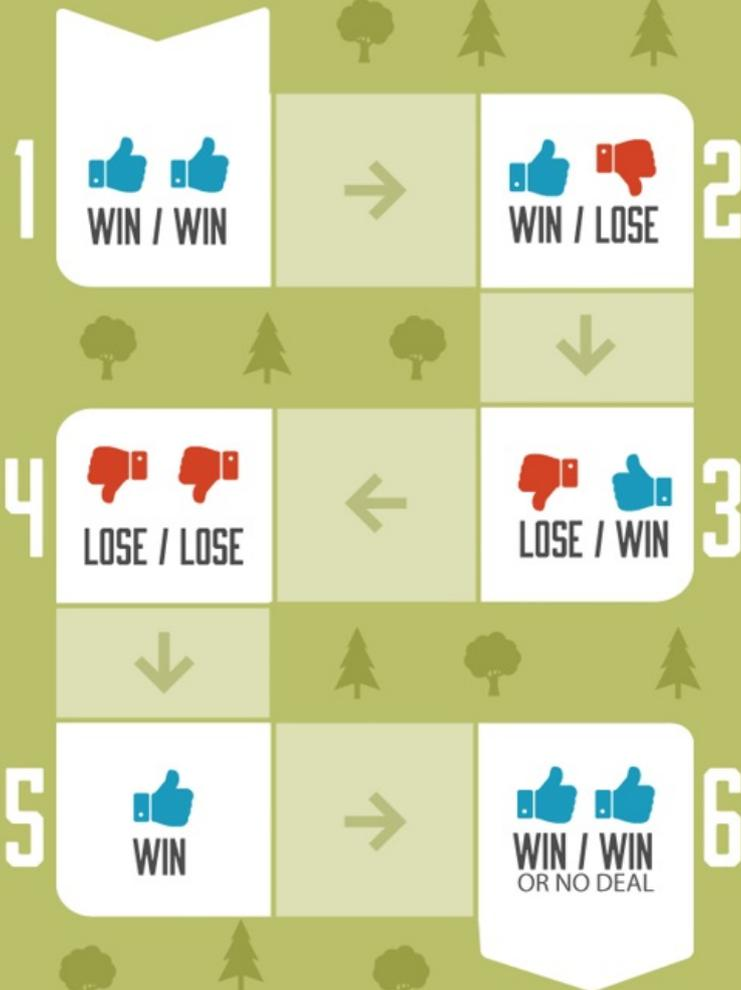 1
WIN / WIN
WIN / LOSE
2
4
LOSE / LOSE
LOSE / WIN
3
5
WIN
WIN / WIN
OR NO DEAL
6